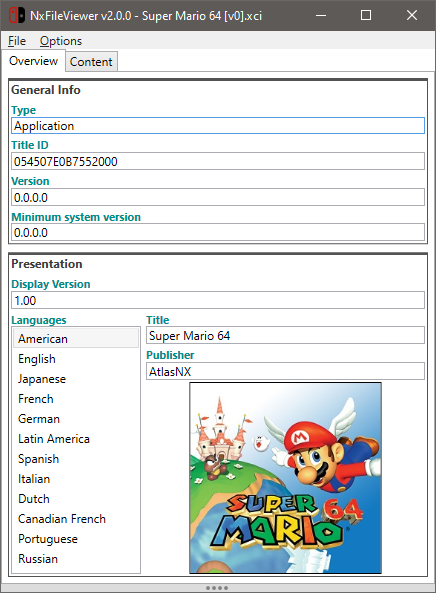 NxFileViewer v2.0.0 - Super Mario 64 [v0].xci
File Options
Overview Content
General Info
Type
Application
Title ID
054507E0B7552000
Version
0.0.0.0
Minimum system version
0.0.0.0
Presentation
Display Version
1.00
Languages
American
English
Japanese
French
German
Latin America
Spanish
Italian
Dutch
Canadian French
Portuguese
Russian
Title
Super Mario 64
Publisher
AtlasNX
M
SUPER
MARIO 64